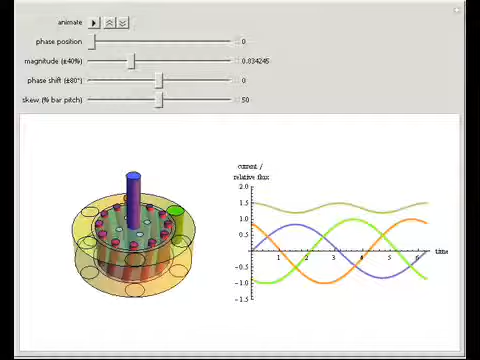 animate
phase position 0
magnitude (±40%) 0.834245
phase shift (±80°) 0
skew (% bar pitch) 50
current /
relative flux
2.0
1.5
1.0
0.5
1 2 3 4 5 6 time
−0.5
−1.0
−1.5